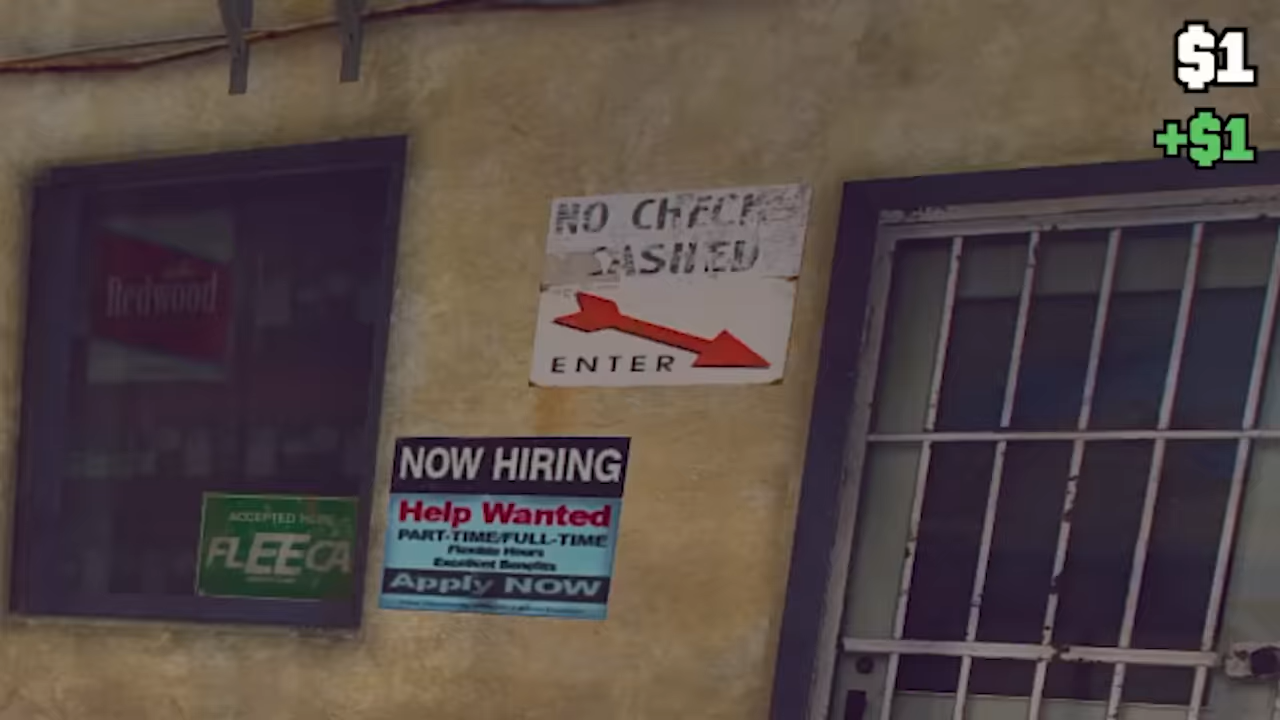 $1
+$1
NO CHECK
CASHED
ENTER
Redwood
NOW HIRING
Help Wanted
PART-TIME/FULL-TIME
Flexible Hours
Excellent Benefits
Apply NOW
ACCEPTED HERE
FLEECA